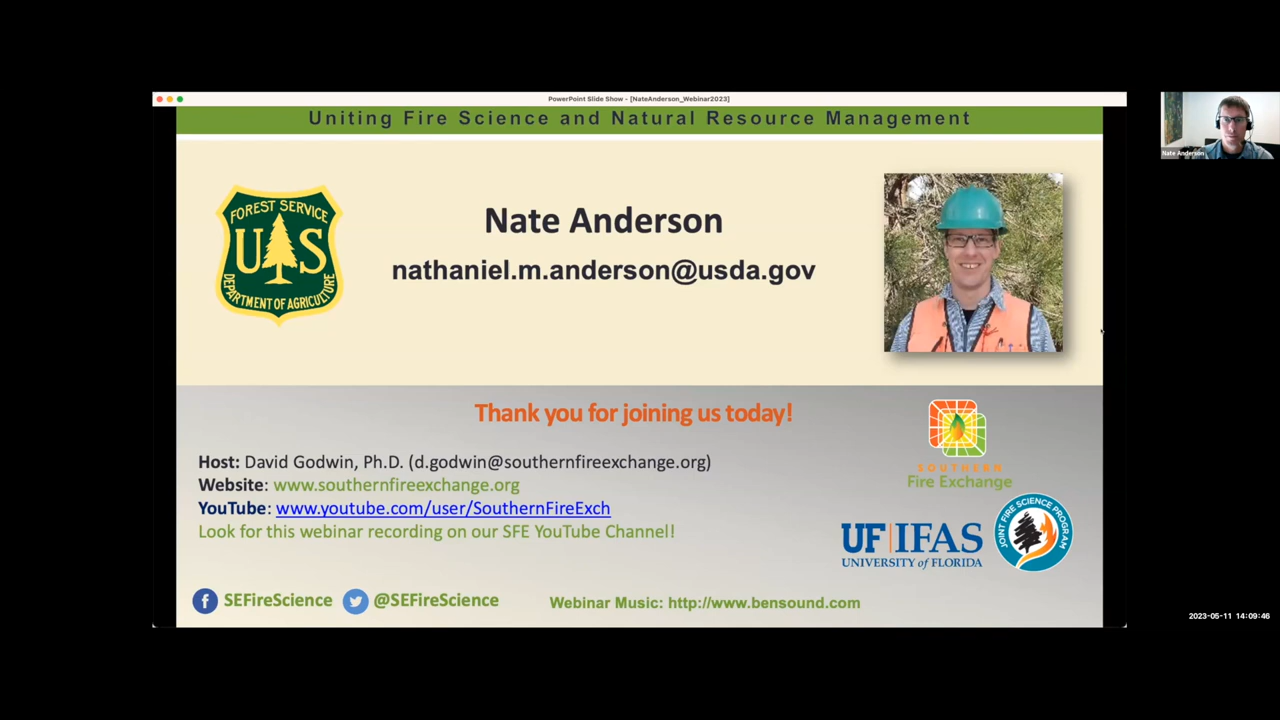 PowerPoint Slide Show - [NateAnderson_Webinar2023]
Uniting Fire Science and Natural Resource Management
FOREST SERVICE
U S
DEPARTMENT OF AGRICULTURE
Nate Anderson
nathaniel.m.anderson@usda.gov
Nate Anderson
Thank you for joining us today!
Host: David Godwin, Ph.D. (d.godwin@southernfireexchange.org)
Website: www.southernfireexchange.org
YouTube: www.youtube.com/user/SouthernFireExch
Look for this webinar recording on our SFE YouTube Channel!
SOUTHERN
Fire Exchange
UF|IFAS
UNIVERSITY of FLORIDA
JOINT FIRE SCIENCE PROGRAM
f SEFireScience @SEFireScience
Webinar Music: http://www.bensound.com
2023-05-11 14:09:46